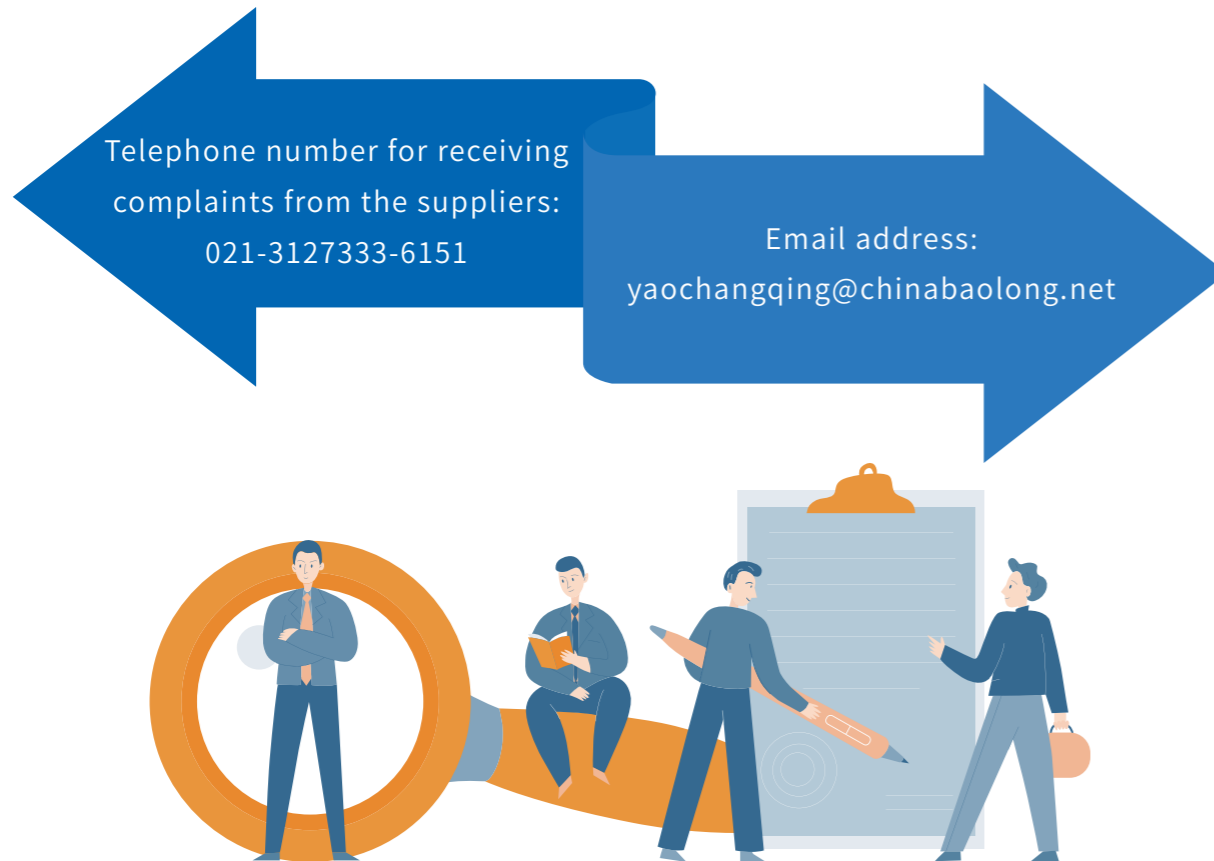 Telephone number for receiving
complaints from the suppliers:
021-3127333-6151
Email address:
yaochangqing@chinabaolong.net